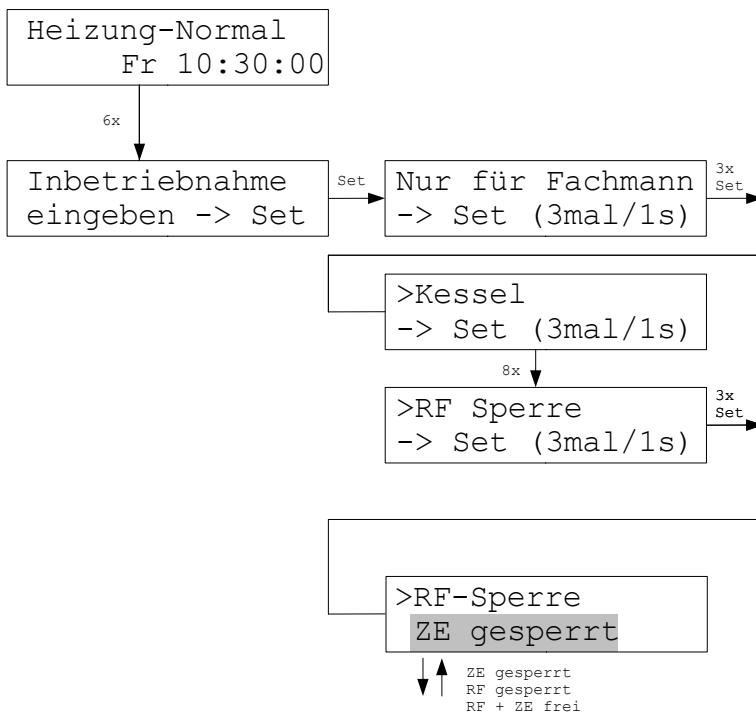 Heizung-Normal
Fr 10:30:00
6x
Inbetriebnahme
eingeben -> Set
Set
Nur für Fachmann
-> Set (3mal/1s)
3x
Set
>Kessel
-> Set (3mal/1s)
8x
>RF Sperre
-> Set (3mal/1s)
3x
Set
>RF-Sperre
ZE gesperrt
ZE gesperrt
RF gesperrt
RF + ZE frei